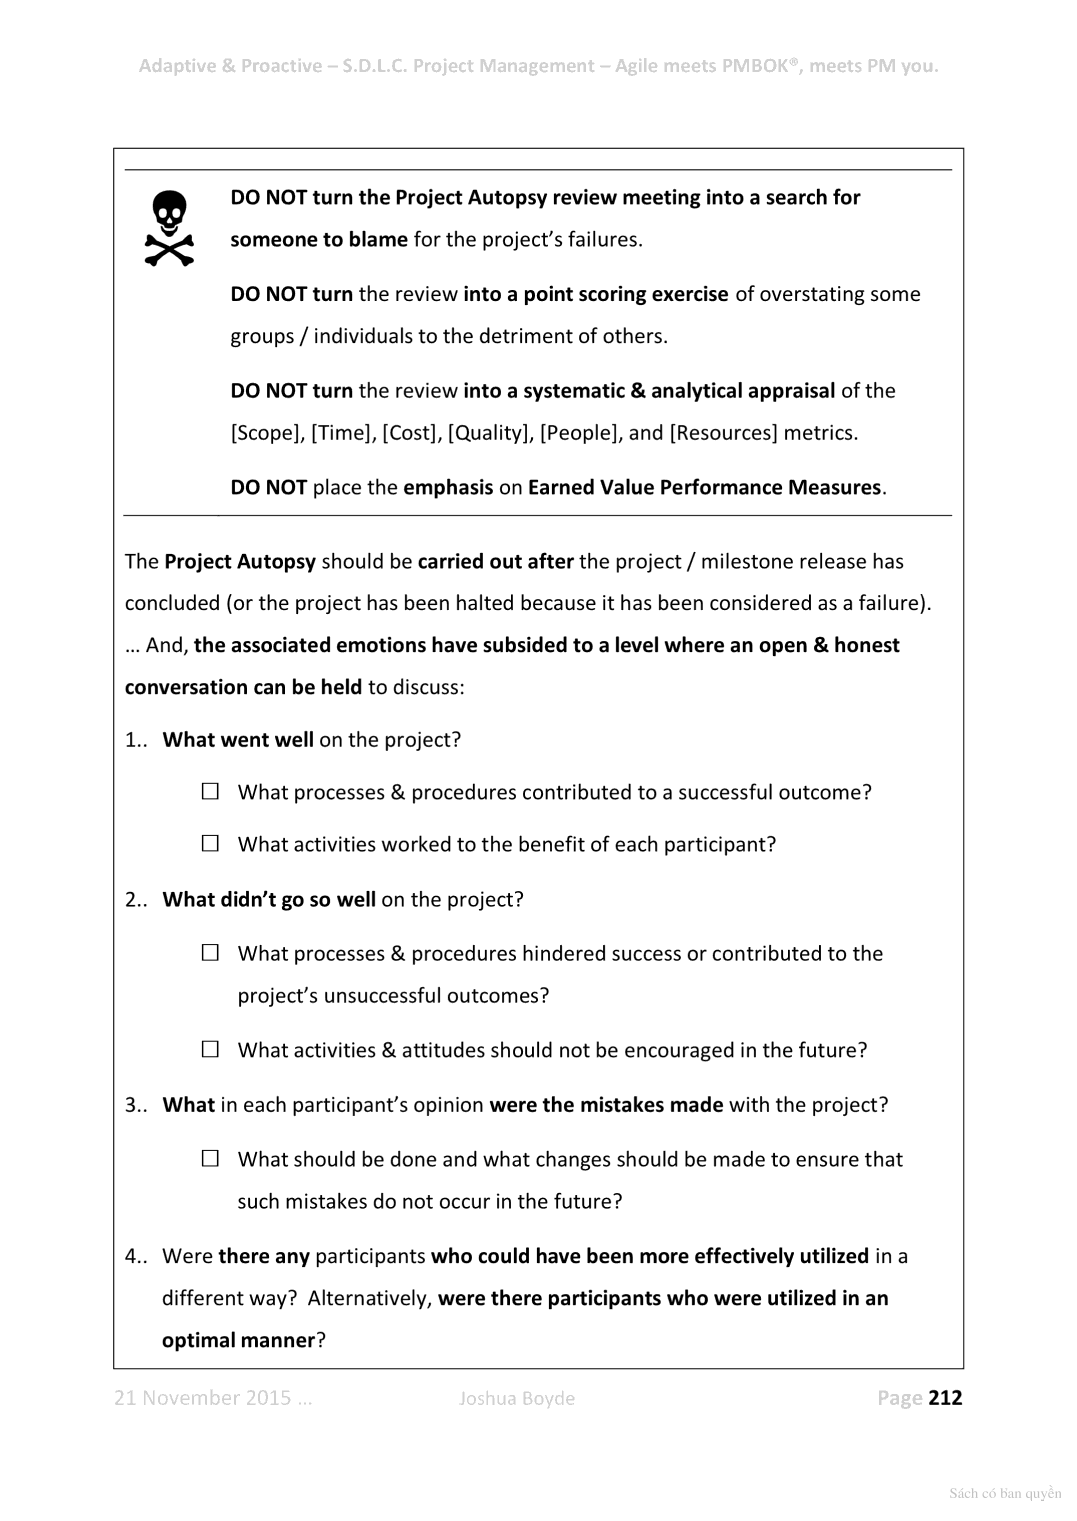 Adaptive & Proactive – S.D.L.C. Project Management – Agile meets PMBOK®, meets PM you.
DO NOT turn the Project Autopsy review meeting into a search for
someone to blame for the project’s failures.
DO NOT turn the review into a point scoring exercise of overstating some
groups / individuals to the detriment of others.
DO NOT turn the review into a systematic & analytical appraisal of the
[Scope], [Time], [Cost], [Quality], [People], and [Resources] metrics.
DO NOT place the emphasis on Earned Value Performance Measures.
The Project Autopsy should be carried out after the project / milestone release has
concluded (or the project has been halted because it has been considered as a failure).
... And, the associated emotions have subsided to a level where an open & honest
conversation can be held to discuss:
1.. What went well on the project?
☐ What processes & procedures contributed to a successful outcome?
☐ What activities worked to the benefit of each participant?
2.. What didn’t go so well on the project?
☐ What processes & procedures hindered success or contributed to the
project’s unsuccessful outcomes?
☐ What activities & attitudes should not be encouraged in the future?
3.. What in each participant’s opinion were the mistakes made with the project?
☐ What should be done and what changes should be made to ensure that
such mistakes do not occur in the future?
4.. Were there any participants who could have been more effectively utilized in a
different way? Alternatively, were there participants who were utilized in an
optimal manner?
21 November 2015 ... Joshua Boyde Page 212
Sách có bản quyền